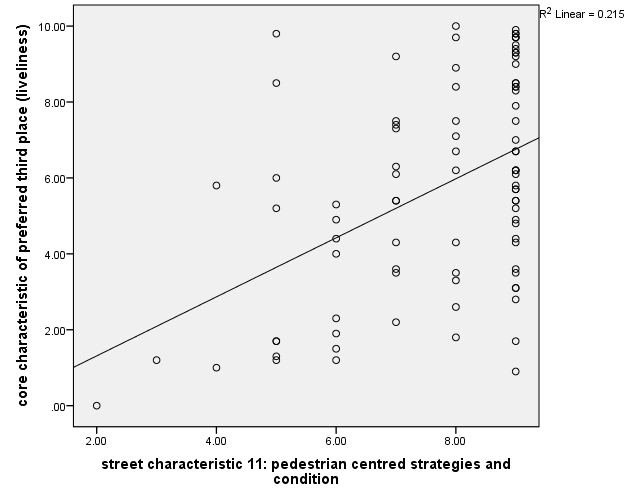 R² Linear = 0.215
core characteristic of preferred third place (liveliness)
10.00
8.00
6.00
4.00
2.00
.00
2.00 4.00 6.00 8.00
street characteristic 11: pedestrian centred strategies and
condition